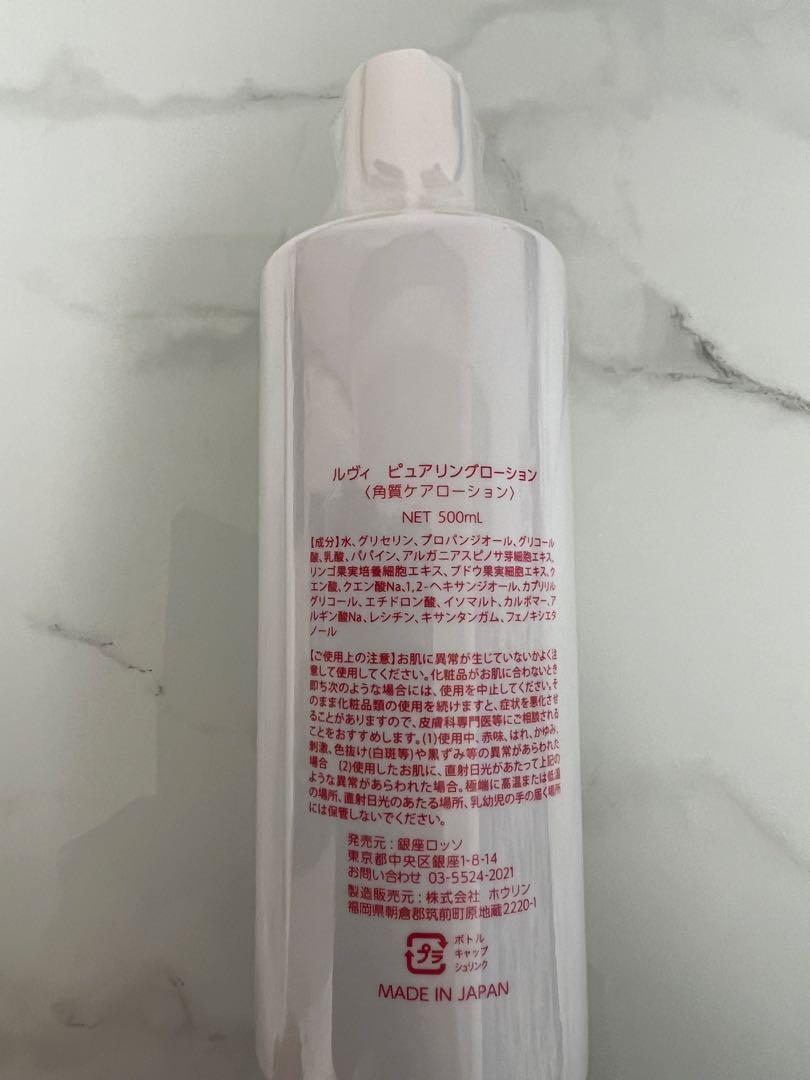 ルヴィ ピュアリングローション
〈角質ケアローション〉
NET 500mL
【成分】水、グリセリン、プロパンジオール、グリコール
酸、乳酸、パパイン、アルガニアスピノサ芽細胞エキス、
リンゴ果実培養細胞エキス、ブドウ果実細胞エキス、ク
エン酸、クエン酸Na、1,2-ヘキサンジオール、カプリリル
グリコール、エチドロン酸、イソマルト、カルボマー、ア
ルギン酸Na、レシチン、キサンタンガム、フェノキシエタ
ノール
【ご使用上の注意】お肌に異常が生じていないかよく注
意して使用してください。化粧品がお肌に合わないとき
即ち次のような場合には、使用を中止してください。そ
のまま化粧品類の使用を続けますと、症状を悪化させ
ることがありますので、皮膚科専門医等にご相談される
ことをおすすめします。(1)使用中、赤味、はれ、かゆみ、
刺激、色抜け(白斑等)や黒ずみ等の異常があらわれた
場合 (2)使用したお肌に、直射日光があたって上記の
ような異常があらわれた場合。極端に高温または低温
の場所、直射日光のあたる場所、乳幼児の手の届く場所
には保管しないでください。
発売元：銀座ロッソ
東京都中央区銀座1-8-14
お問い合わせ 03-5524-2021
製造販売元：株式会社 ホウリン
福岡県朝倉郡筑前町原地蔵2220-1
プラ
ボトル
キャップ
シュリンク
MADE IN JAPAN